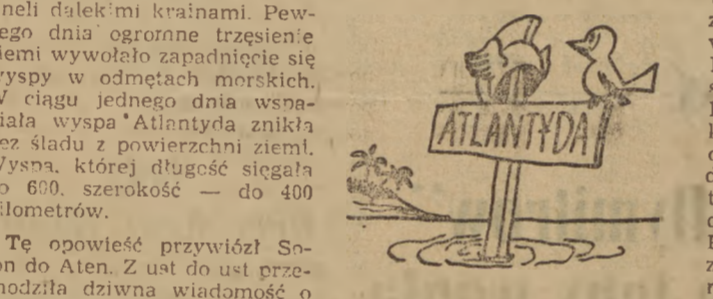 neli dalekimi krainami. Pew-
ego dnia ogromne trzęsienie
iemi wywołało zapadnięcie się
yspy w odmętach morskich.
V ciągu jednego dnia wspa-
iała wyspa Atlantyda znikła
ez śladu z powierzchni ziemi.
Wyspa, której długość sięgała
o 600, szerokość — do 400
ilometrów.
Tę opowieść przywiózł So-
on do Aten. Z ust do ust prze-
hodziła dziwna wiadomość o
ATLANTYDA